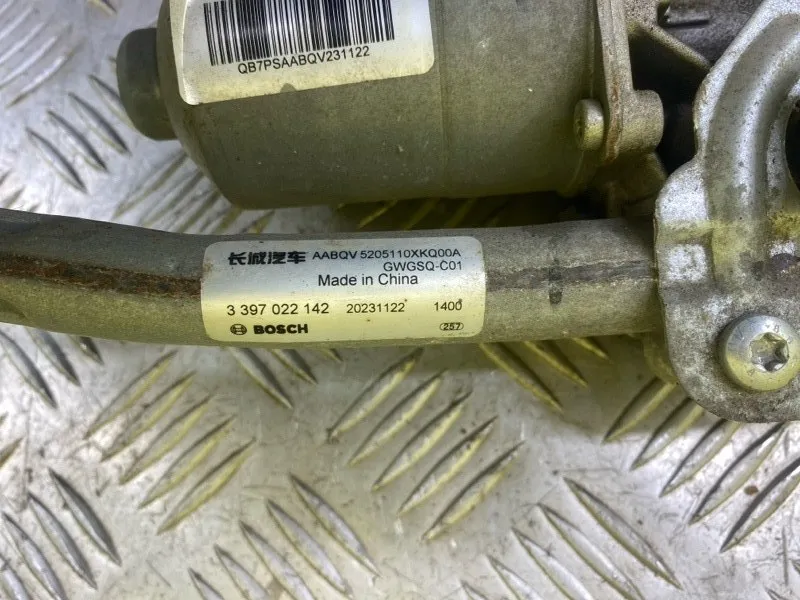 QB7PSAABQV231122
长城汽车 AABQV 5205110XKQ00A
GWGSQ-C01
Made in China
3 397 022 142 20231122 1400
BOSCH 257